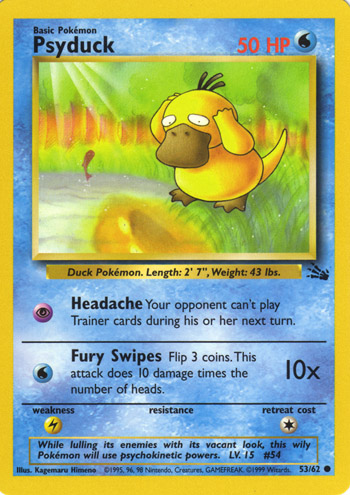 Basic Pokémon
Psyduck
50 HP
Duck Pokémon. Length: 2' 7", Weight: 43 lbs.
Headache Your opponent can't play
Trainer cards during his or her next turn.
Fury Swipes Flip 3 coins. This
attack does 10 damage times the
number of heads.
10x
weakness
resistance
retreat cost
While lulling its enemies with its vacant look, this wily
Pokémon will use psychokinetic powers. LV. 15 #54
Illus. Kagemaru Himeno
©1995, 96, 98 Nintendo, Creatures, GAMEFREAK. ©1999 Wizards.
53/62